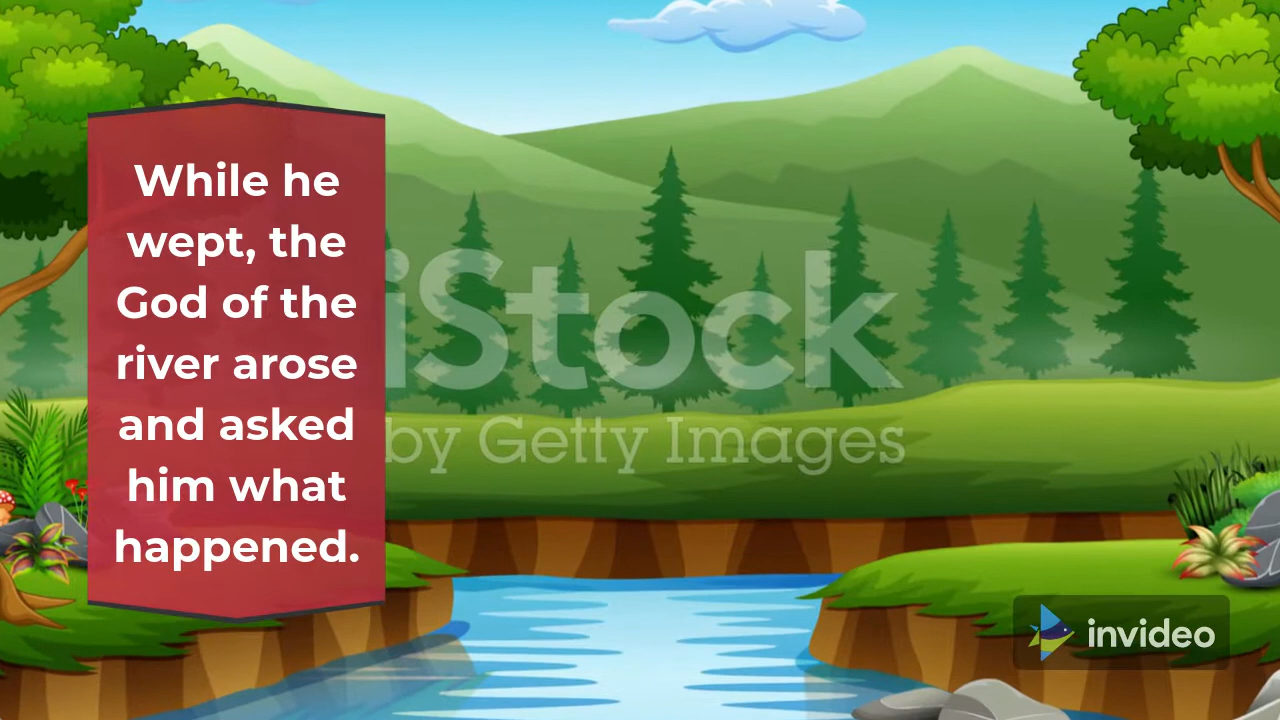 While he
wept, the
God of the
river arose
and asked
him what
happened.
iStock
by Getty Images
invideo